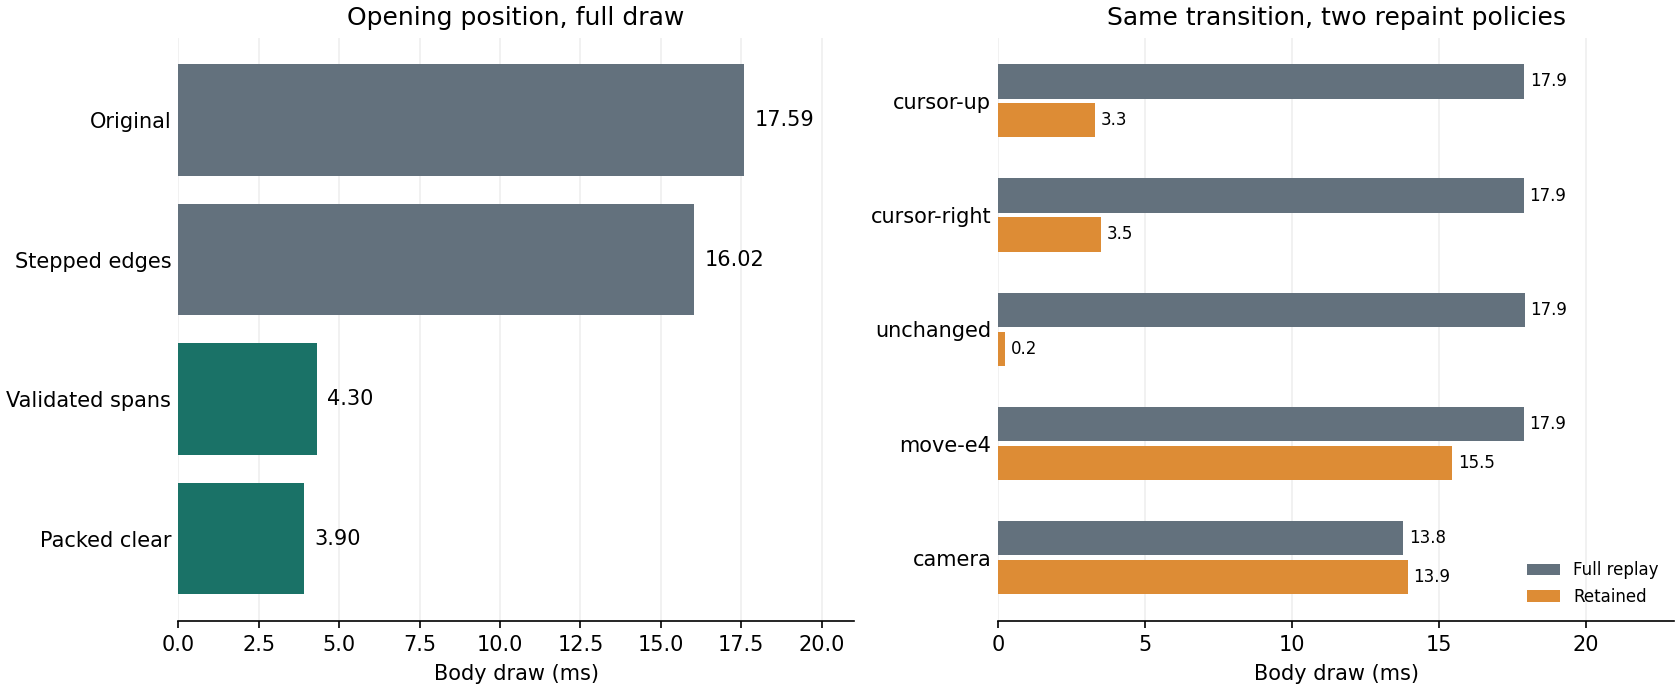 Opening position, full draw
Original
17.59
Stepped edges
16.02
Validated spans
4.30
Packed clear
3.90
0.0 2.5 5.0 7.5 10.0 12.5 15.0 17.5 20.0
Body draw (ms)
Same transition, two repaint policies
cursor-up
17.9
3.3
cursor-right
17.9
3.5
unchanged
17.9
0.2
move-e4
17.9
15.5
camera
13.8
13.9
Full replay
Retained
0 5 10 15 20
Body draw (ms)